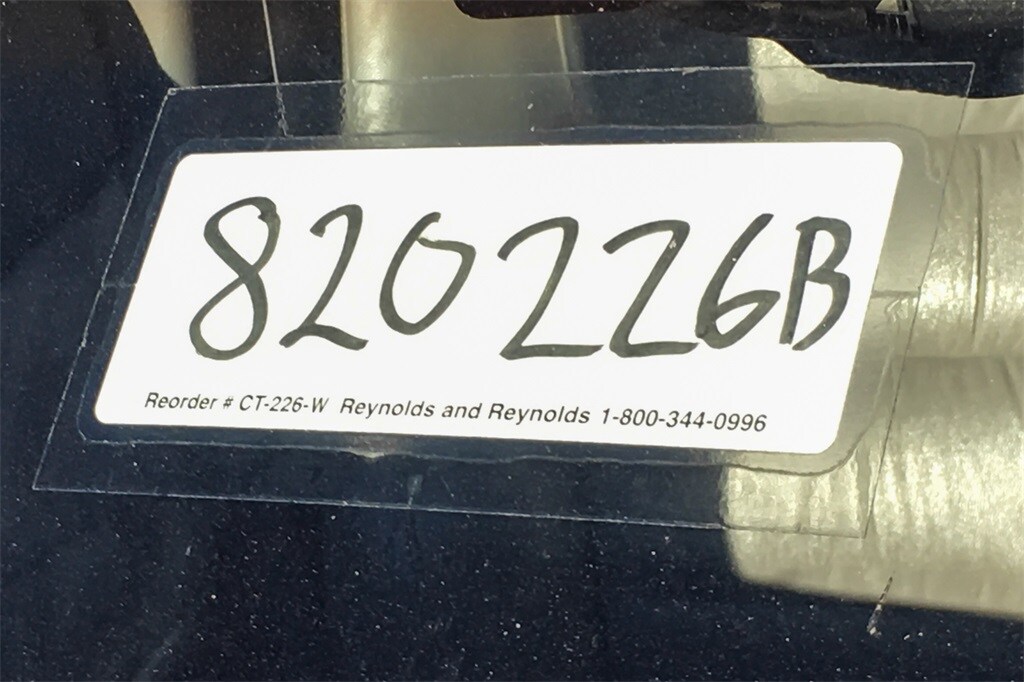 820226B
Reorder # CT-226-W Reynolds and Reynolds 1-800-344-0996